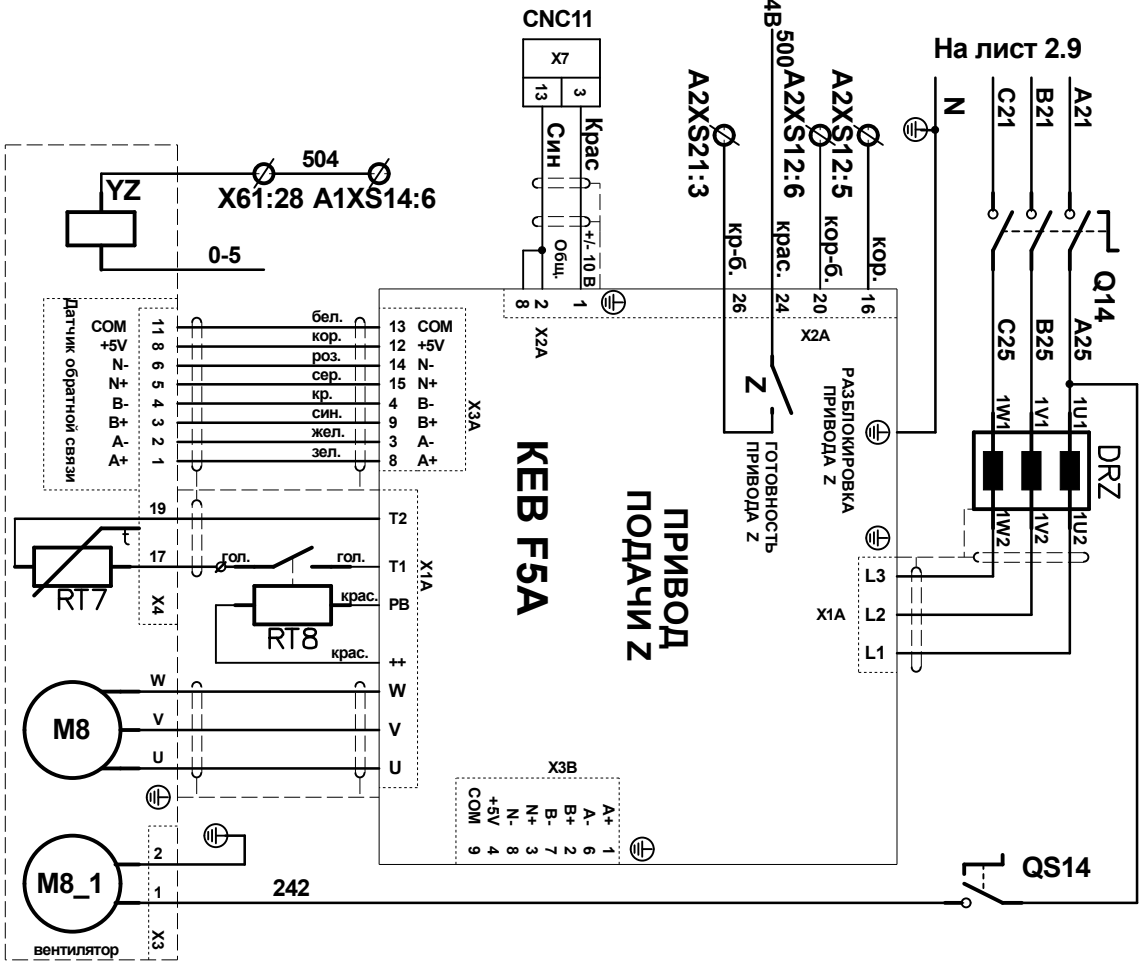 CNC11
X7
13
3
Син
Крас
+/- 10 В
Общ.
8
2
1
X2A
4В
500
A2XS21:3
A2XS12:6
A2XS12:5
кр-б.
крас.
кор-б.
кор.
26
24
20
16
X2A
Z
РАЗБЛОКИРОВКА
ПРИВОДА Z
ГОТОВНОСТЬ
ПРИВОДА Z
На лист 2.9
N
C21
B21
A21
Q14
C25
B25
A25
1W1
1V1
1U1
DRZ
1W2
1V2
1U2
L3
L2
L1
X1A
YZ
504
X61:28 A1XS14:6
0-5
Датчик обратной связи
COM 11 бел. 13 COM
+5V 8 кор. 12 +5V
N- 6 роз. 14 N-
N+ 5 сер. 15 N+
B- 4 кр. 4 B-
B+ 3 син. 9 B+
A- 2 жел. 3 A-
A+ 1 зел. 8 A+
X3A
KEB F5A
ПРИВОД
ПОДАЧИ Z
19
T2
t
17
гол.
гол.
T1
X1A
RT7
X4
RT8
крас.
PB
крас.
++
W
W
M8
V
V
U
U
X3B
COM 9
+5V 4
N- 8
N+ 3
B- 7
B+ 2
A- 6
A+ 1
2
M8_1
1
242
X3
QS14
вентилятор